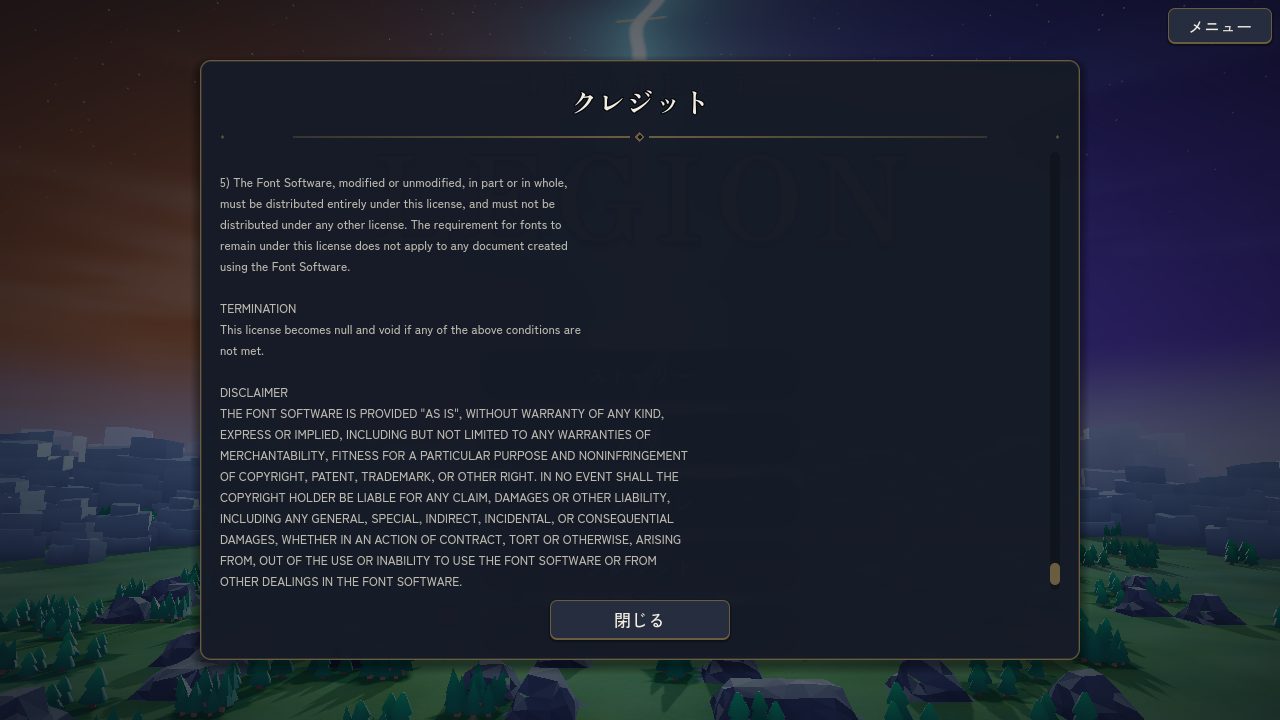 メニュー
クレジット
5) The Font Software, modified or unmodified, in part or in whole,
must be distributed entirely under this license, and must not be
distributed under any other license. The requirement for fonts to
remain under this license does not apply to any document created
using the Font Software.
TERMINATION
This license becomes null and void if any of the above conditions are
not met.
DISCLAIMER
THE FONT SOFTWARE IS PROVIDED "AS IS", WITHOUT WARRANTY OF ANY KIND,
EXPRESS OR IMPLIED, INCLUDING BUT NOT LIMITED TO ANY WARRANTIES OF
MERCHANTABILITY, FITNESS FOR A PARTICULAR PURPOSE AND NONINFRINGEMENT
OF COPYRIGHT, PATENT, TRADEMARK, OR OTHER RIGHT. IN NO EVENT SHALL THE
COPYRIGHT HOLDER BE LIABLE FOR ANY CLAIM, DAMAGES OR OTHER LIABILITY,
INCLUDING ANY GENERAL, SPECIAL, INDIRECT, INCIDENTAL, OR CONSEQUENTIAL
DAMAGES, WHETHER IN AN ACTION OF CONTRACT, TORT OR OTHERWISE, ARISING
FROM, OUT OF THE USE OR INABILITY TO USE THE FONT SOFTWARE OR FROM
OTHER DEALINGS IN THE FONT SOFTWARE.
LEGION
閉じる